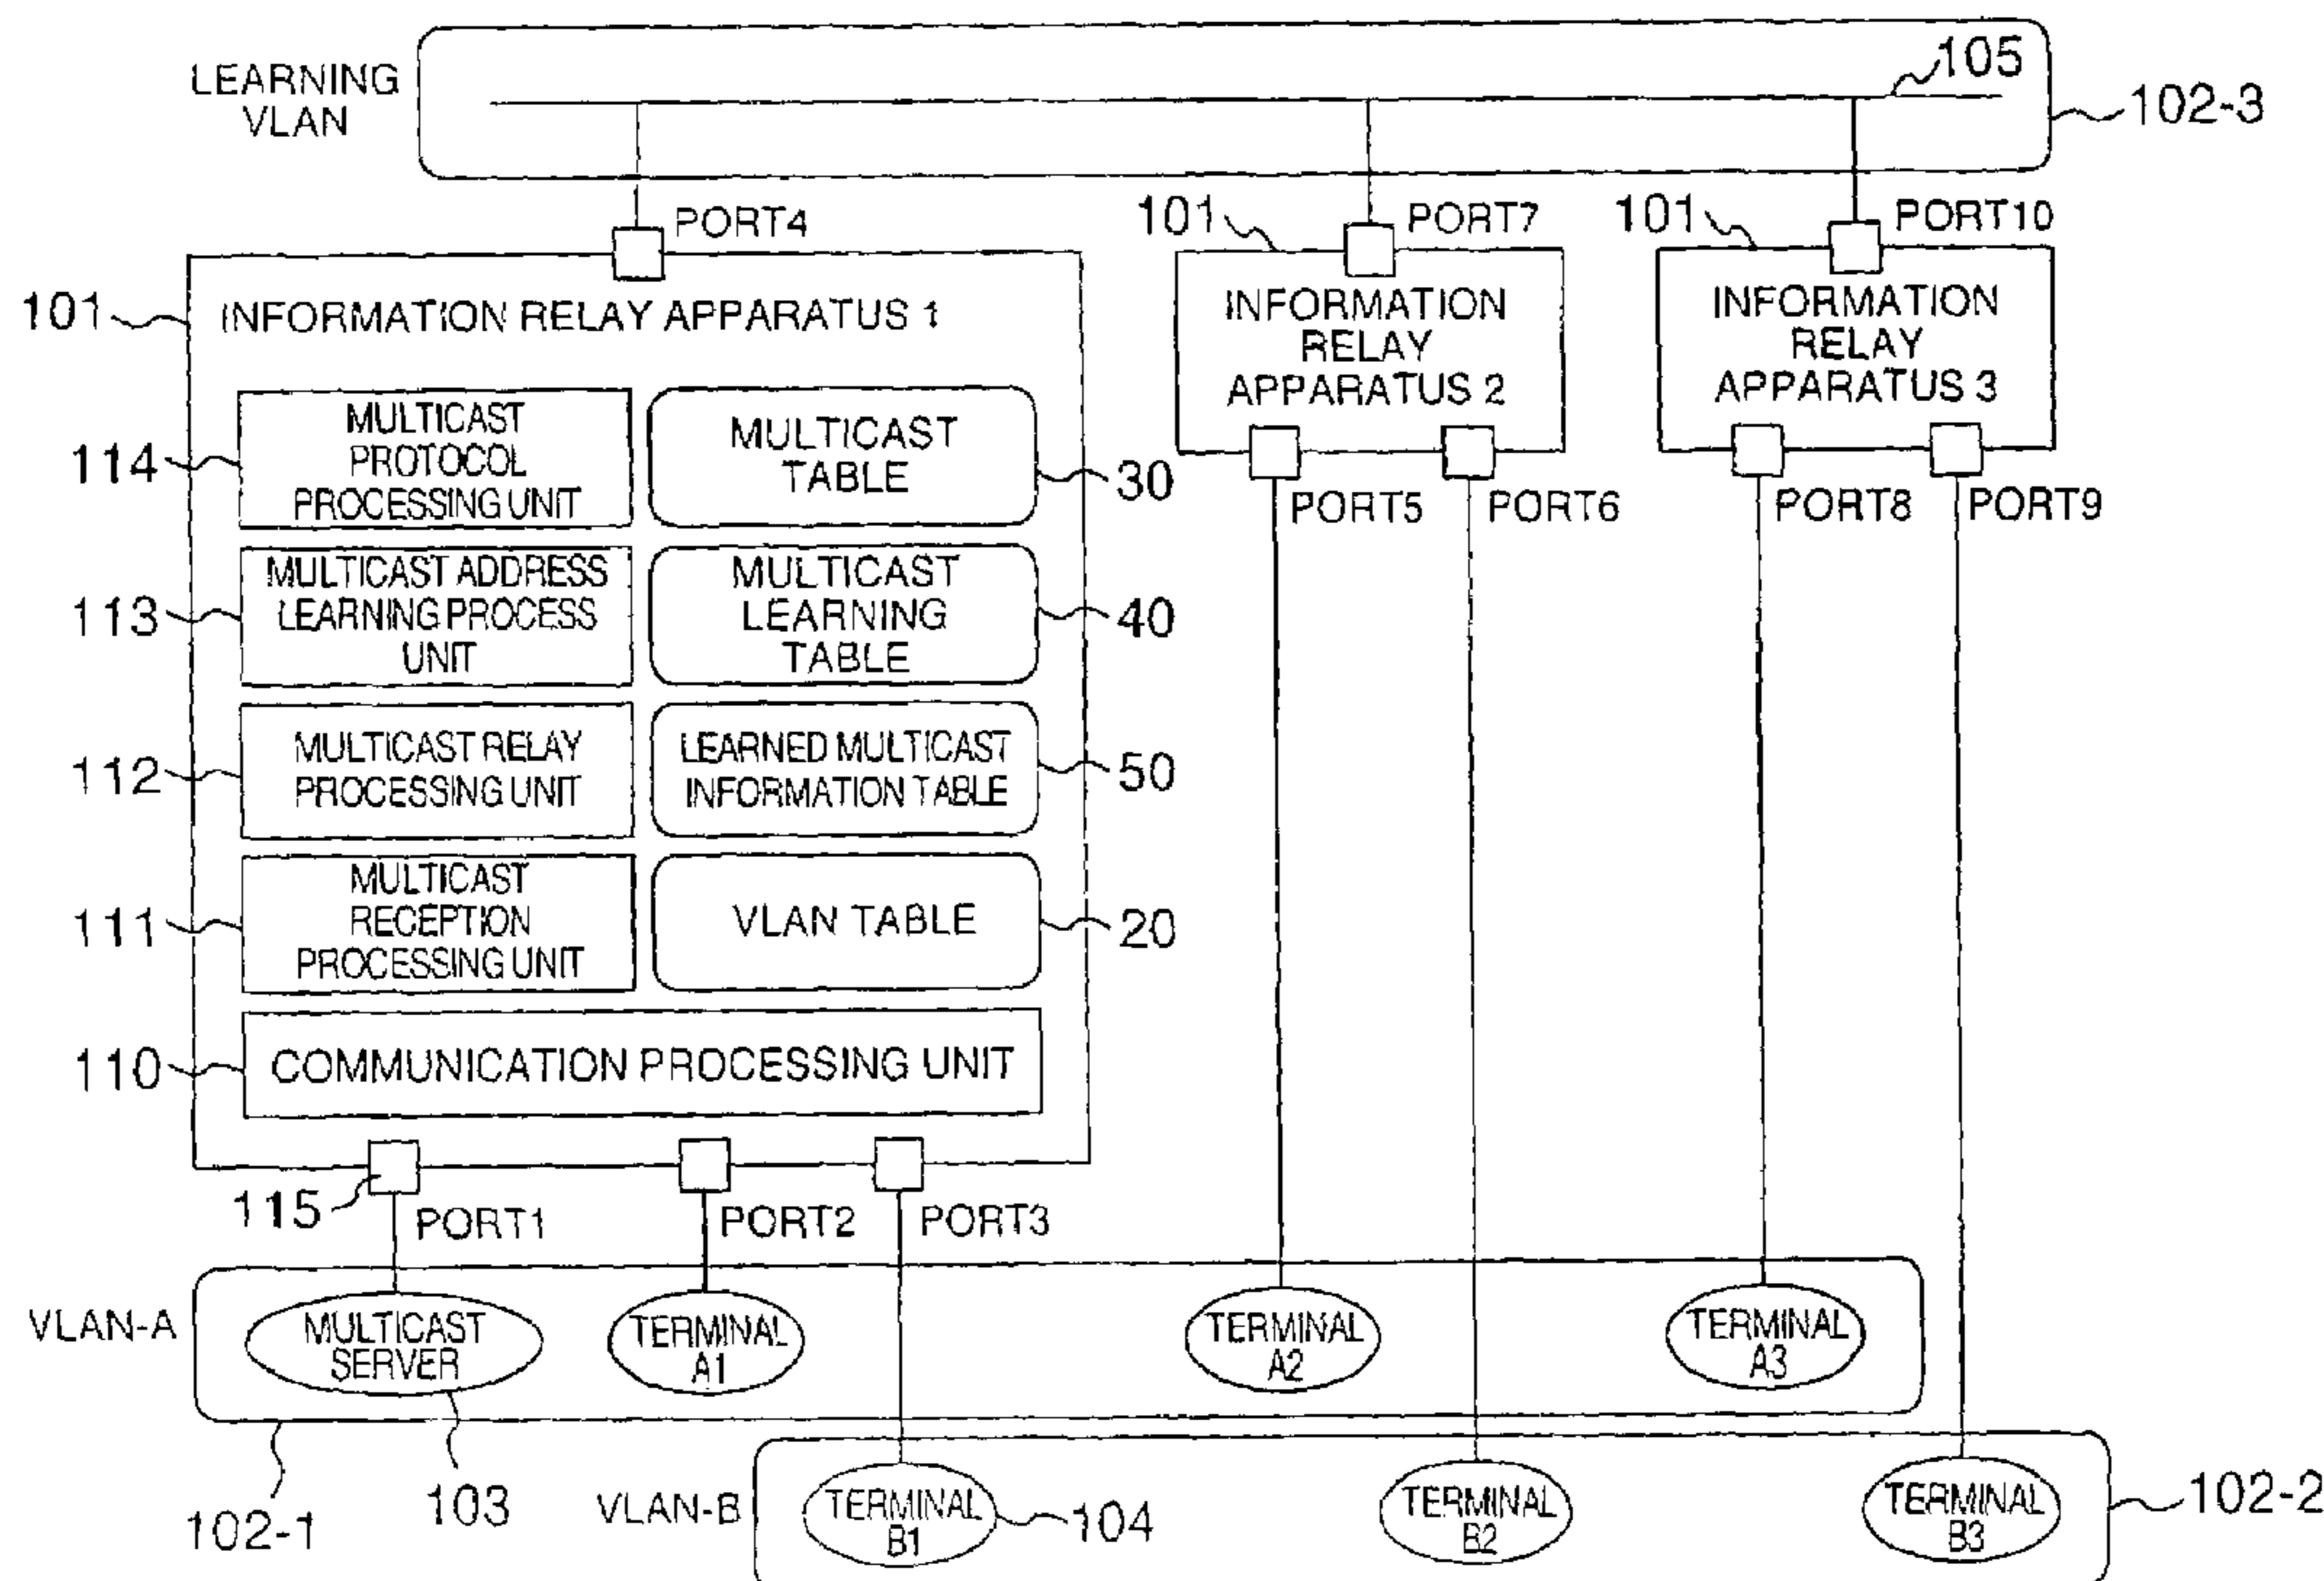 LEARNING
VLAN
105
102-3
PORT4
101
PORT7
101
PORT10
101
INFORMATION RELAY APPARATUS 1
INFORMATION
RELAY
APPARATUS 2
INFORMATION
RELAY
APPARATUS 3
114
MULTICAST
PROTOCOL
PROCESSING UNIT
MULTICAST
TABLE
30
PORT5
PORT6
PORT8
PORT9
113
MULTICAST ADDRESS
LEARNING PROCESS
UNIT
MULTICAST
LEARNING
TABLE
40
112
MULTICAST RELAY
PROCESSING UNIT
LEARNED MULTICAST
INFORMATION TABLE
50
111
MULTICAST
RECEPTION
PROCESSING UNIT
VLAN TABLE
20
110
COMMUNICATION PROCESSING UNIT
115
PORT1
PORT2
PORT3
VLAN-A
MULTICAST
SERVER
TERMINAL
A1
TERMINAL
A2
TERMINAL
A3
102-1
103
VLAN-B
TERMINAL
B1
104
TERMINAL
B2
TERMINAL
B3
102-2